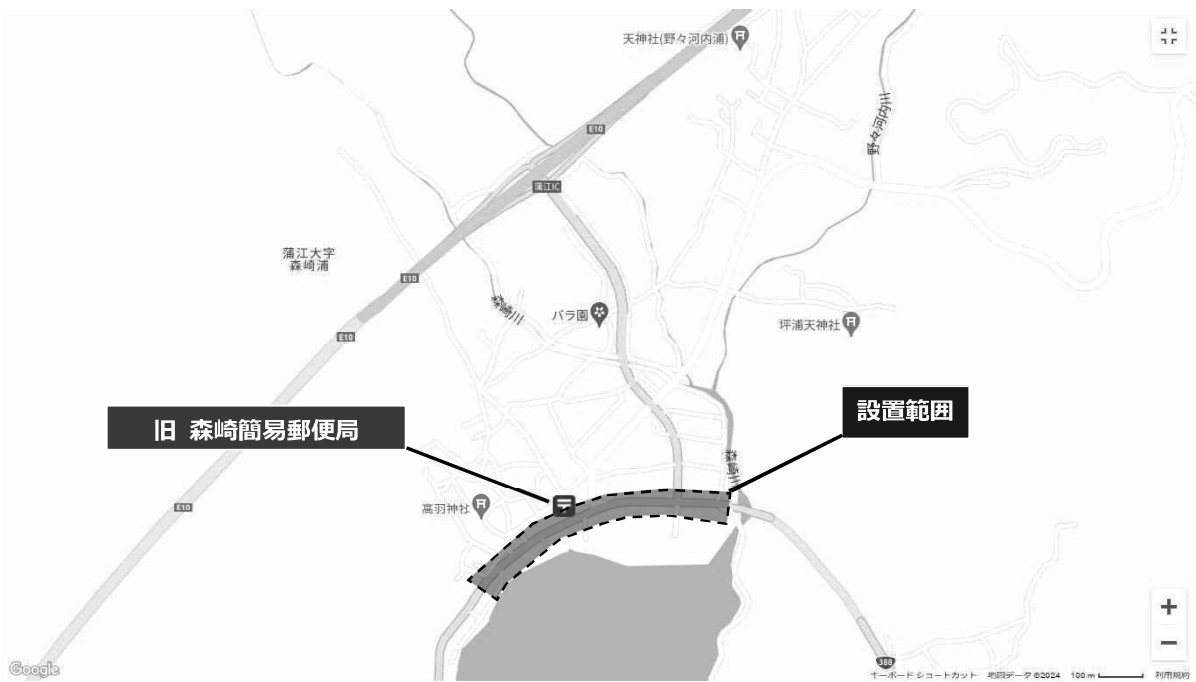 天神社(野々河内浦)
野々河内川
E10
蒲江IC
蒲江大字
森崎浦
E10
森崎川
バラ園
坪浦天神社
E10
設置範囲
旧 森崎簡易郵便局
森崎川
高羽神社
E10
388
Google
キーボード ショートカット 地図データ ©2024 100 m 利用規約